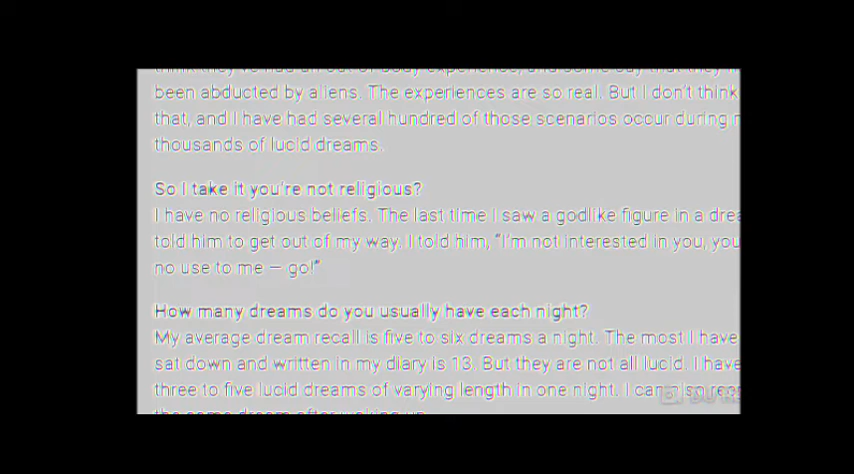 been abducted by aliens. The experiences are so real. But I don't think
that, and I have had several hundred of those scenarios occur during
thousands of lucid dreams.
So I take it you're not religious?
I have no religious beliefs. The last time I saw a godlike figure in a
told him to get out of my way. I told him, "I'm not interested in you,
no use to me – go!"
How many dreams do you usually have each night?
My average dream recall is five to six dreams a night. The most I have
sat down and written in my diary is 13. But they are not all lucid. I have
three to five lucid dreams of varying length in one night. I can